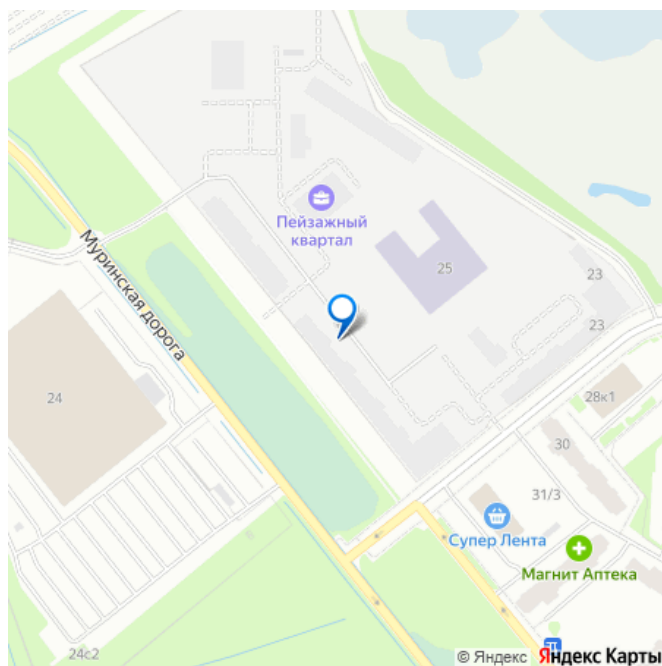 Пейзажный
квартал
25
23
Муринская дорога
23
24
28к1
30
31/3
Супер Лента
Магнит Аптека
24с2
© Яндекс Яндекс Карты